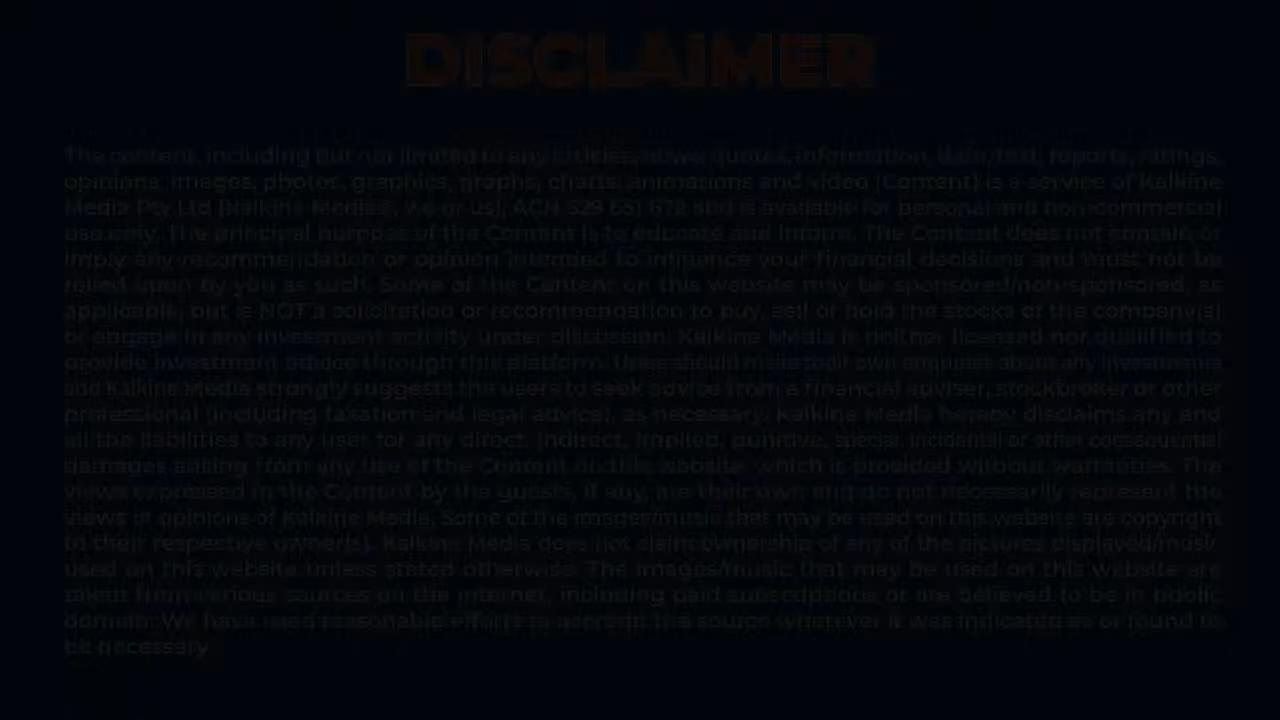 DISCLAIMER
The content, including but not limited to any articles, news, quotes, information, data, text, reports, ratings,
opinions, images, photos, graphics, graphs, charts, animations and video (Content) is a service of Kalkine
Media Pty Ltd (Kalkine Media, we or us), ACN 629 651 672 and is available for personal and non-commercial
use only. The principal purpose of the Content is to educate and inform. The Content does not contain or
imply any recommendation or opinion intended to influence your financial decisions and must not be
relied upon by you as such. Some of the Content on this website may be sponsored/non-sponsored, as
applicable, but is NOT a solicitation or recommendation to buy, sell or hold the stocks of the company(s)
or engage in any investment activity under discussion. Kalkine Media is neither licensed nor qualified to
provide investment advice through this platform. Users should make their own enquiries about any investments
and Kalkine Media strongly suggests the users to seek advice from a financial adviser, stockbroker or other
professional (including taxation and legal advice), as necessary. Kalkine Media hereby disclaims any and
all the liabilities to any user for any direct, indirect, implied, punitive, special, incidental or other consequential
damages arising from any use of the Content on this website, which is provided without warranties. The
views expressed in the Content by the guests, if any, are their own and do not necessarily represent the
views or opinions of Kalkine Media. Some of the images/music that may be used on this website are copyright
to their respective owner(s). Kalkine Media does not claim ownership of any of the pictures displayed/music
used on this website unless stated otherwise. The images/music that may be used on this website are
taken from various sources on the internet, including paid subscriptions or are believed to be in public
domain. We have used reasonable efforts to accredit the source wherever it was indicated as or found to
be necessary.